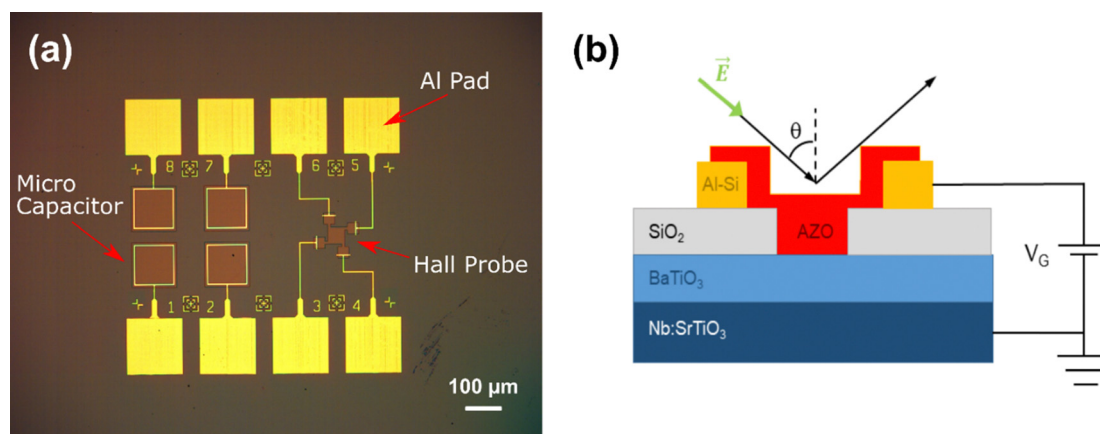 (a)
Al Pad
8 7 6 5
Micro
Capacitor
Hall Probe
1 2 3 4
100 μm
(b)
E⃗
θ
Al-Si
SiO₂
AZO
V_G
BaTiO₃
Nb:SrTiO₃